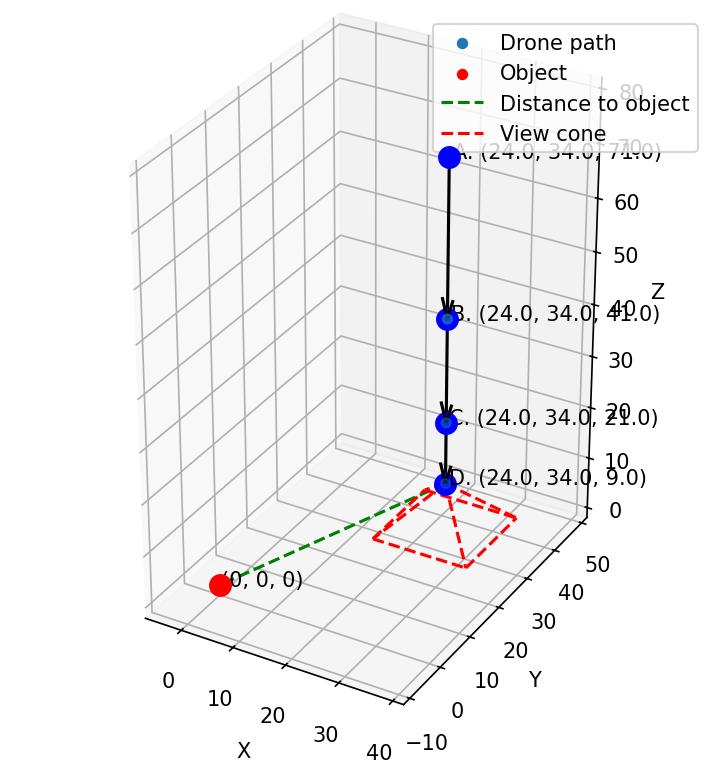 Drone path
Object
Distance to object
View cone
80
70
A. (24.0, 34.0, 71.0)
60
50
Z
40
B. (24.0, 34.0, 41.0)
30
20
C. (24.0, 34.0, 21.0)
10
D. (24.0, 34.0, 9.0)
0
(0, 0, 0)
50
40
30
20
10
0
−10
Y
0
10
20
30
40
X